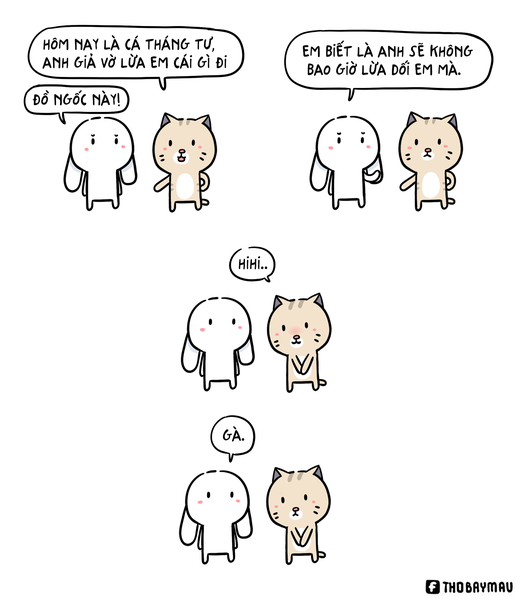 HÔM NAY LÀ CÁ THÁNG TƯ,
ANH GIẢ VỜ LỪA EM CÁI GÌ ĐI
ĐỒ NGỐC NÀY!
EM BIẾT LÀ ANH SẼ KHÔNG
BAO GIỜ LỪA DỐI EM MÀ.
HIHI..
GÀ.
THOBAYMAU